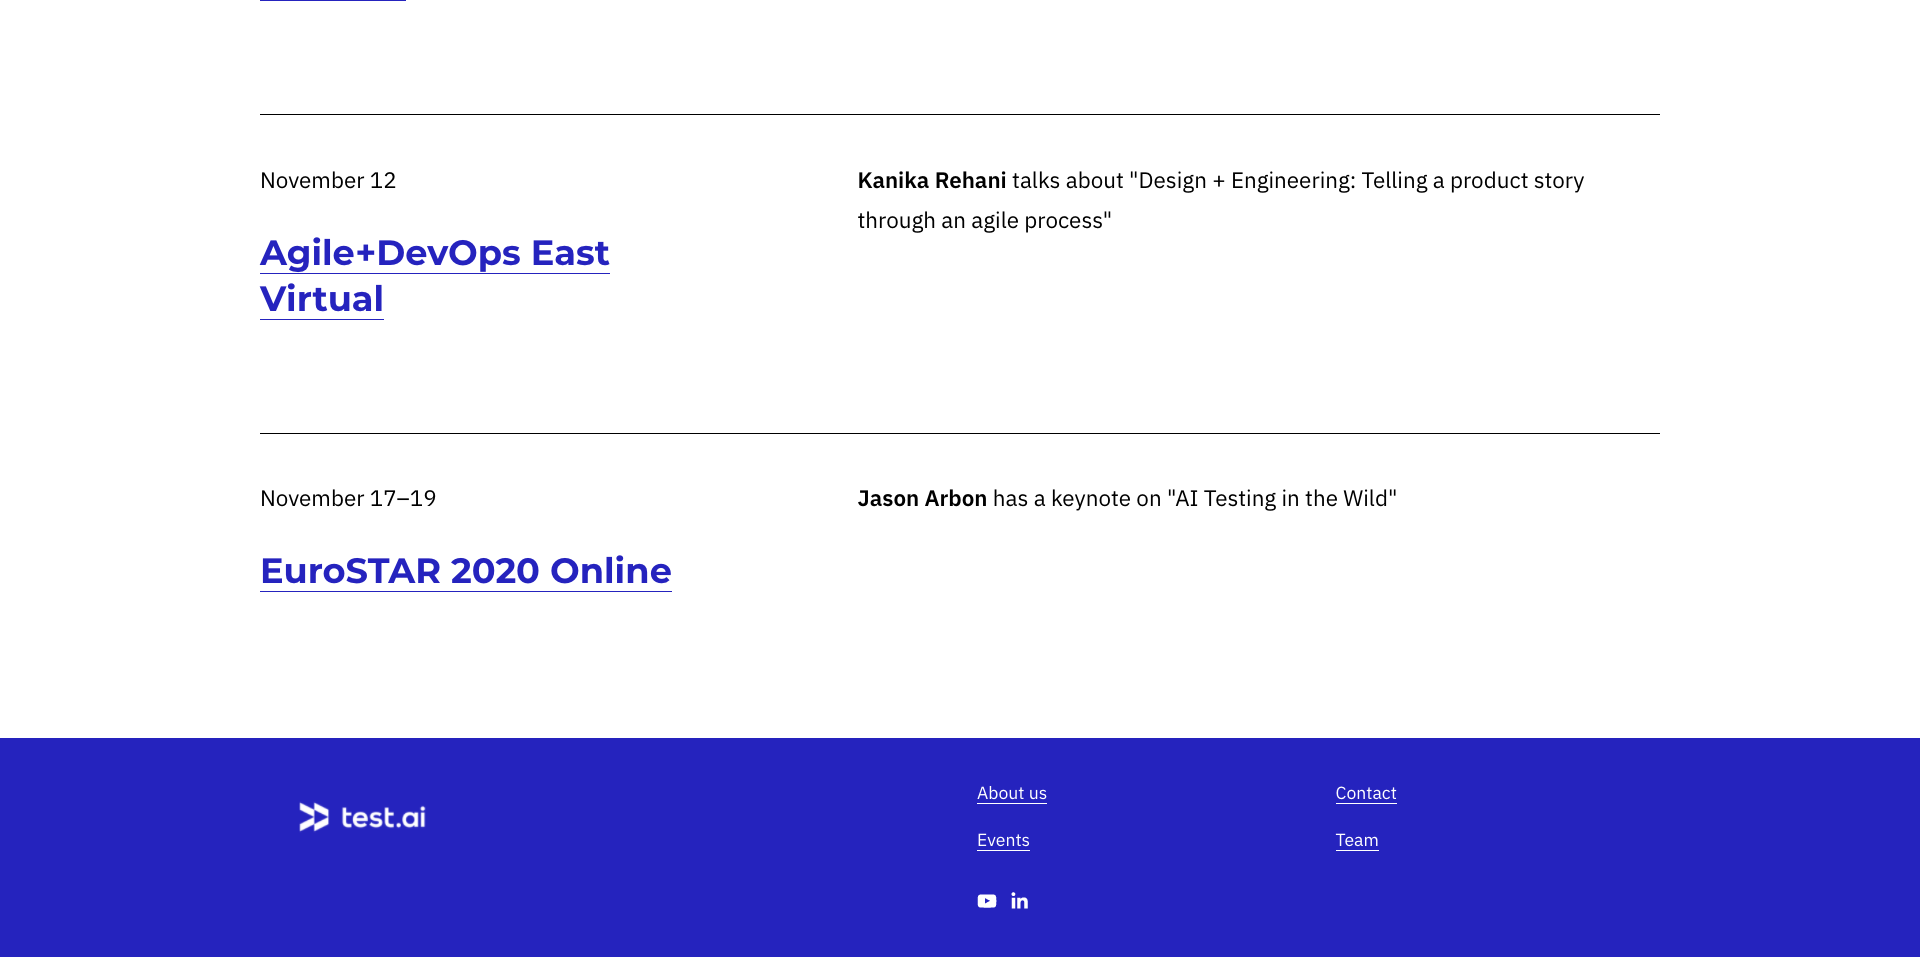 November 12
Agile+DevOps East
Virtual
Kanika Rehani talks about "Design + Engineering: Telling a product story
through an agile process"
November 17–19
EuroSTAR 2020 Online
Jason Arbon has a keynote on "AI Testing in the Wild"
test.ai
About us
Events
Contact
Team